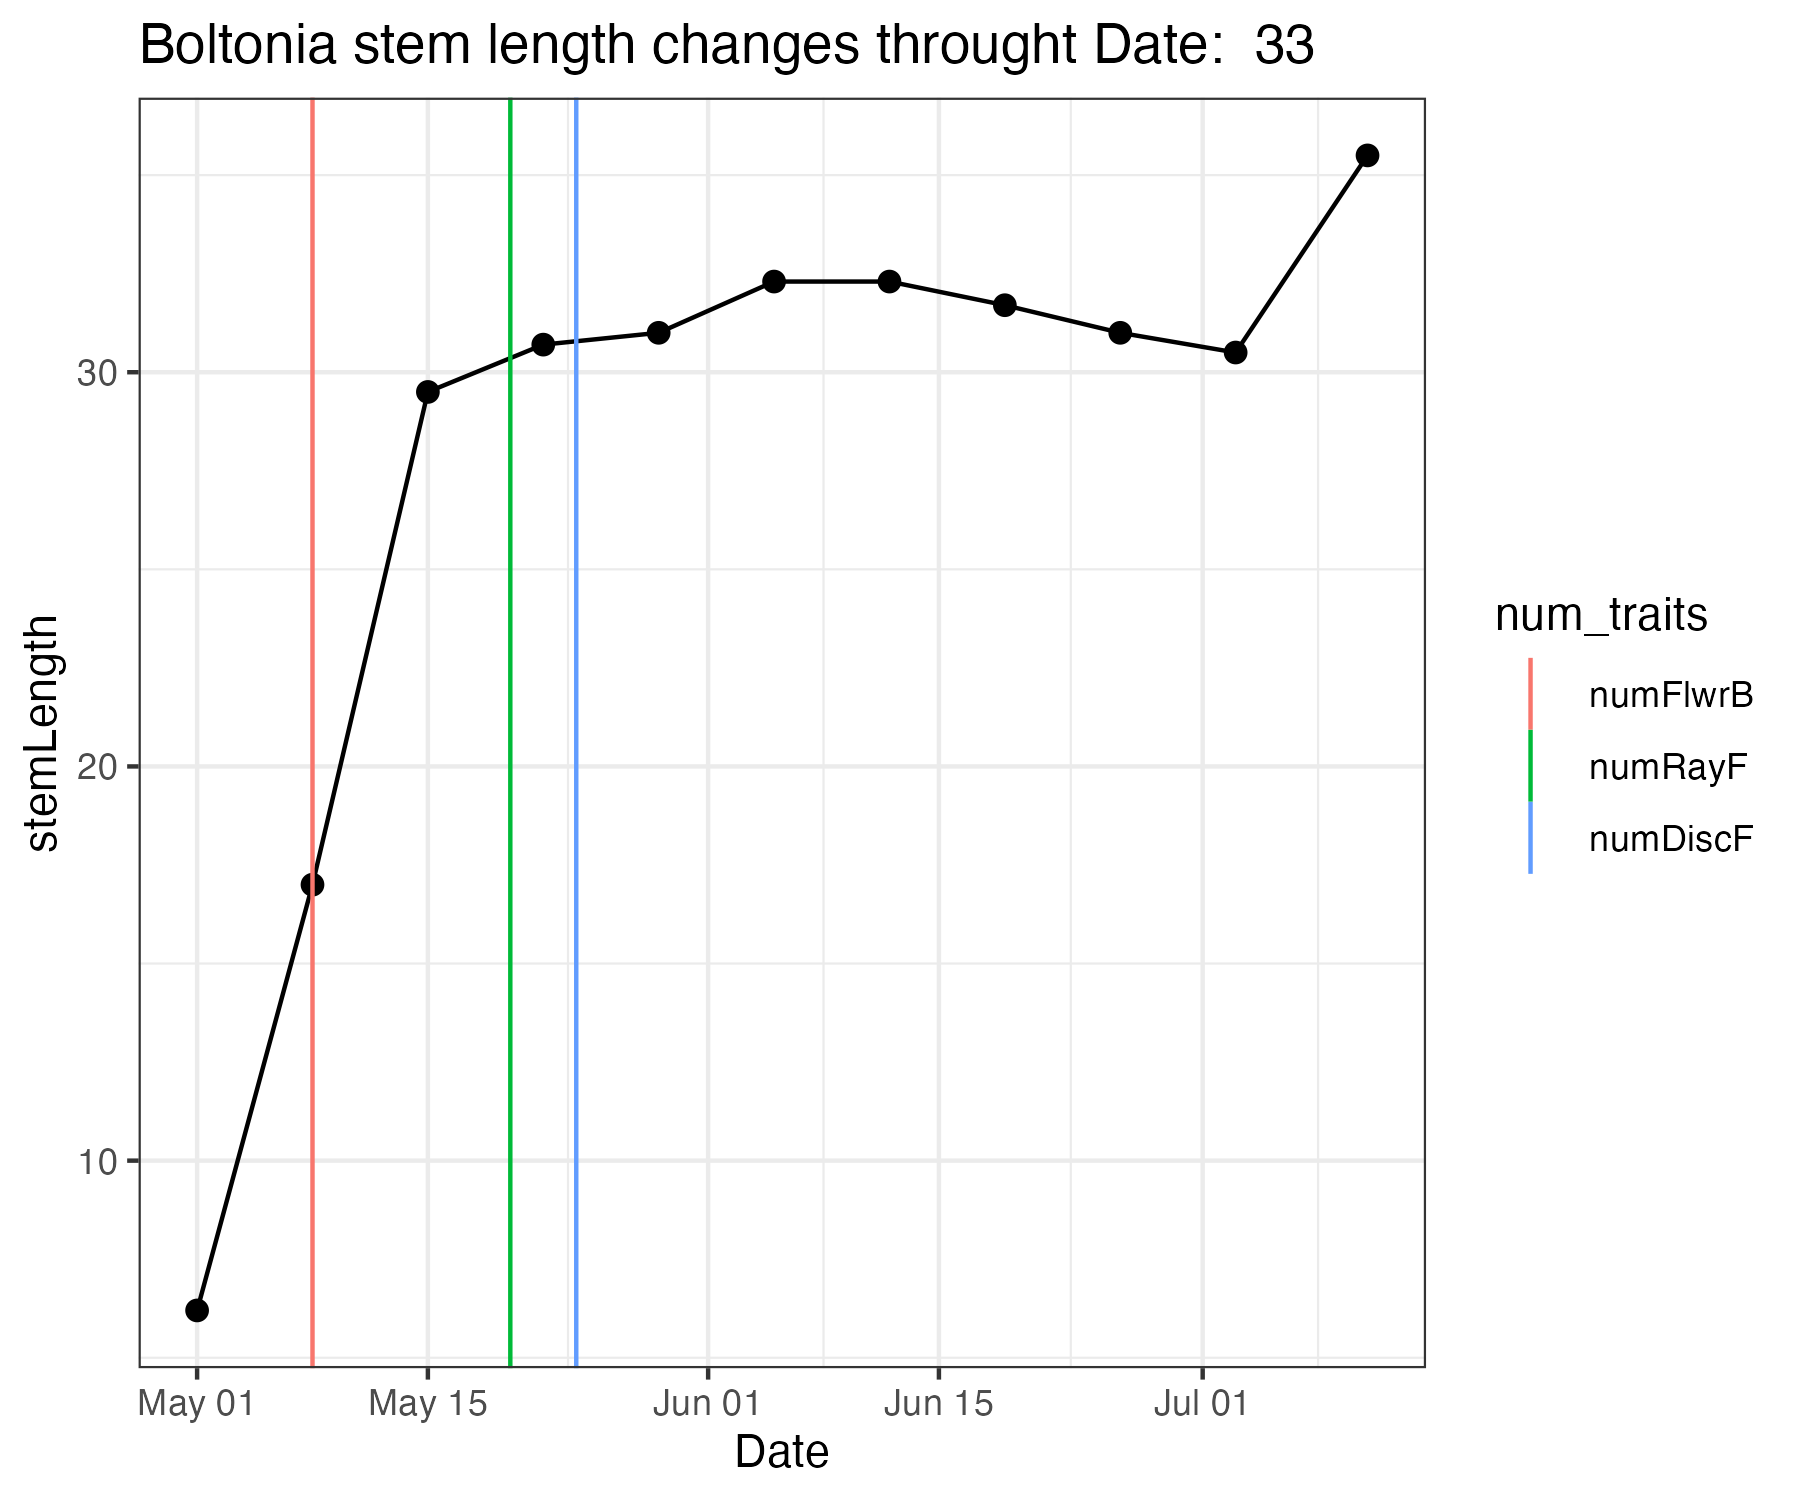 Boltonia stem length changes throught Date:  33
stemLength
30
20
10
May 01
May 15
Jun 01
Jun 15
Jul 01
Date
num_traits
numFlwrB
numRayF
numDiscF